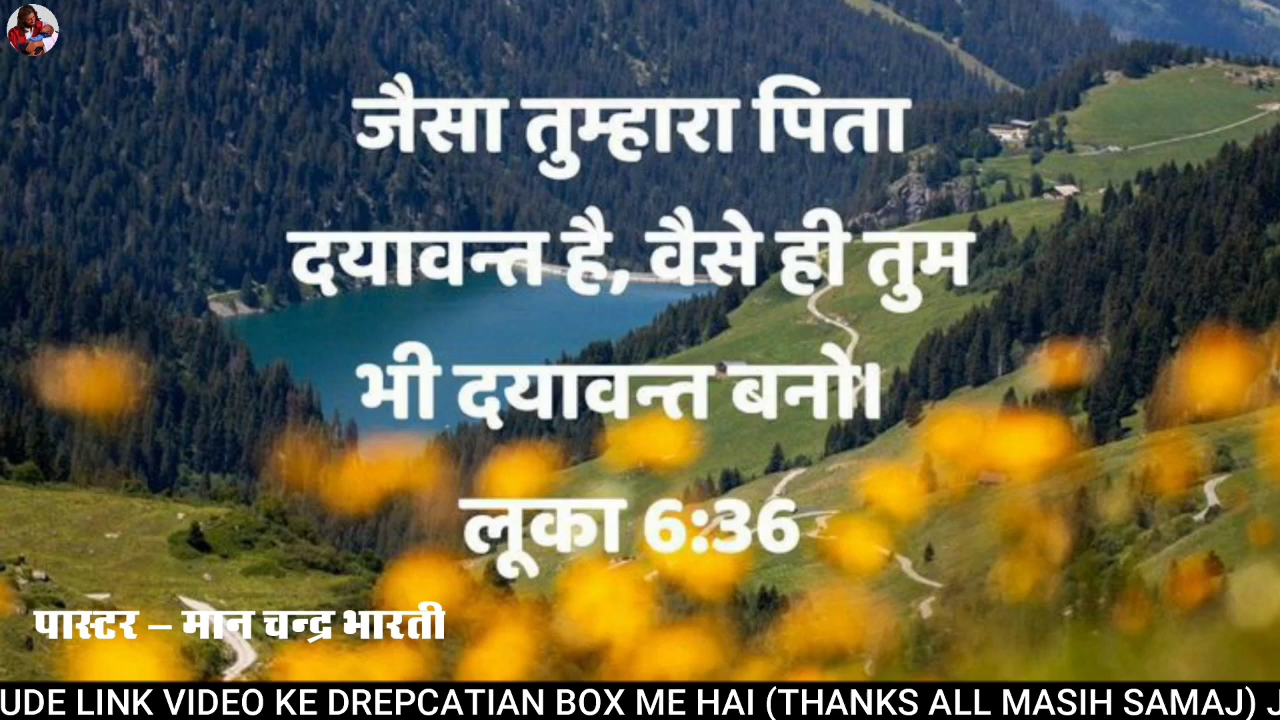 जैसा तुम्हारा पिता
दयावन्त है, वैसे ही तुम
भी दयावन्त बनो।
लूका 6:36
पास्टर – मान चन्द्र भारती
UDE LINK VIDEO KE DREPCATIAN BOX ME HAI (THANKS ALL MASIH SAMAJ) J